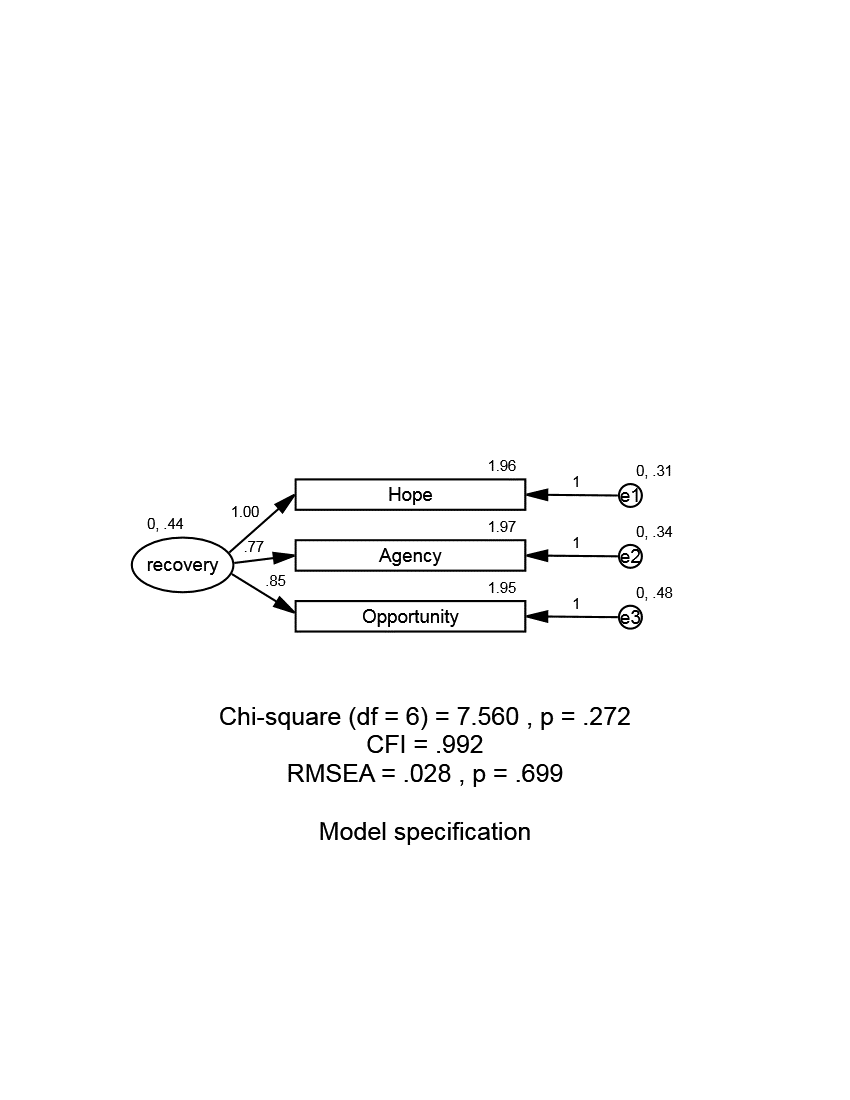 1.96
0, .31
Hope
1
e1
1.00
0, .44
1.97
0, .34
recovery
.77
Agency
1
e2
.85
1.95
0, .48
Opportunity
1
e3
Chi-square (df = 6) = 7.560 , p = .272
CFI = .992
RMSEA = .028 , p = .699
Model specification